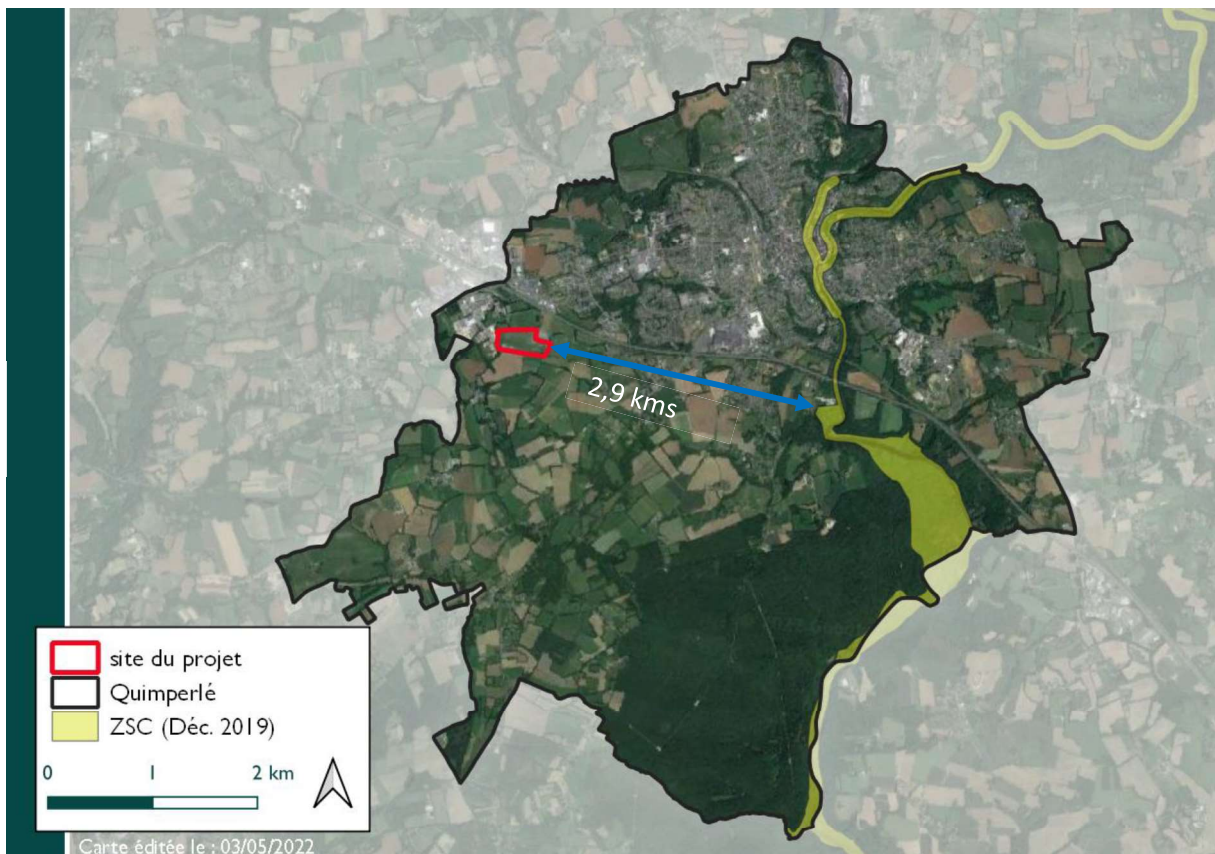 2,9 kms
site du projet
Quimperlé
ZSC (Déc. 2019)
0 1 2 km
Carte éditée le : 03/05/2022